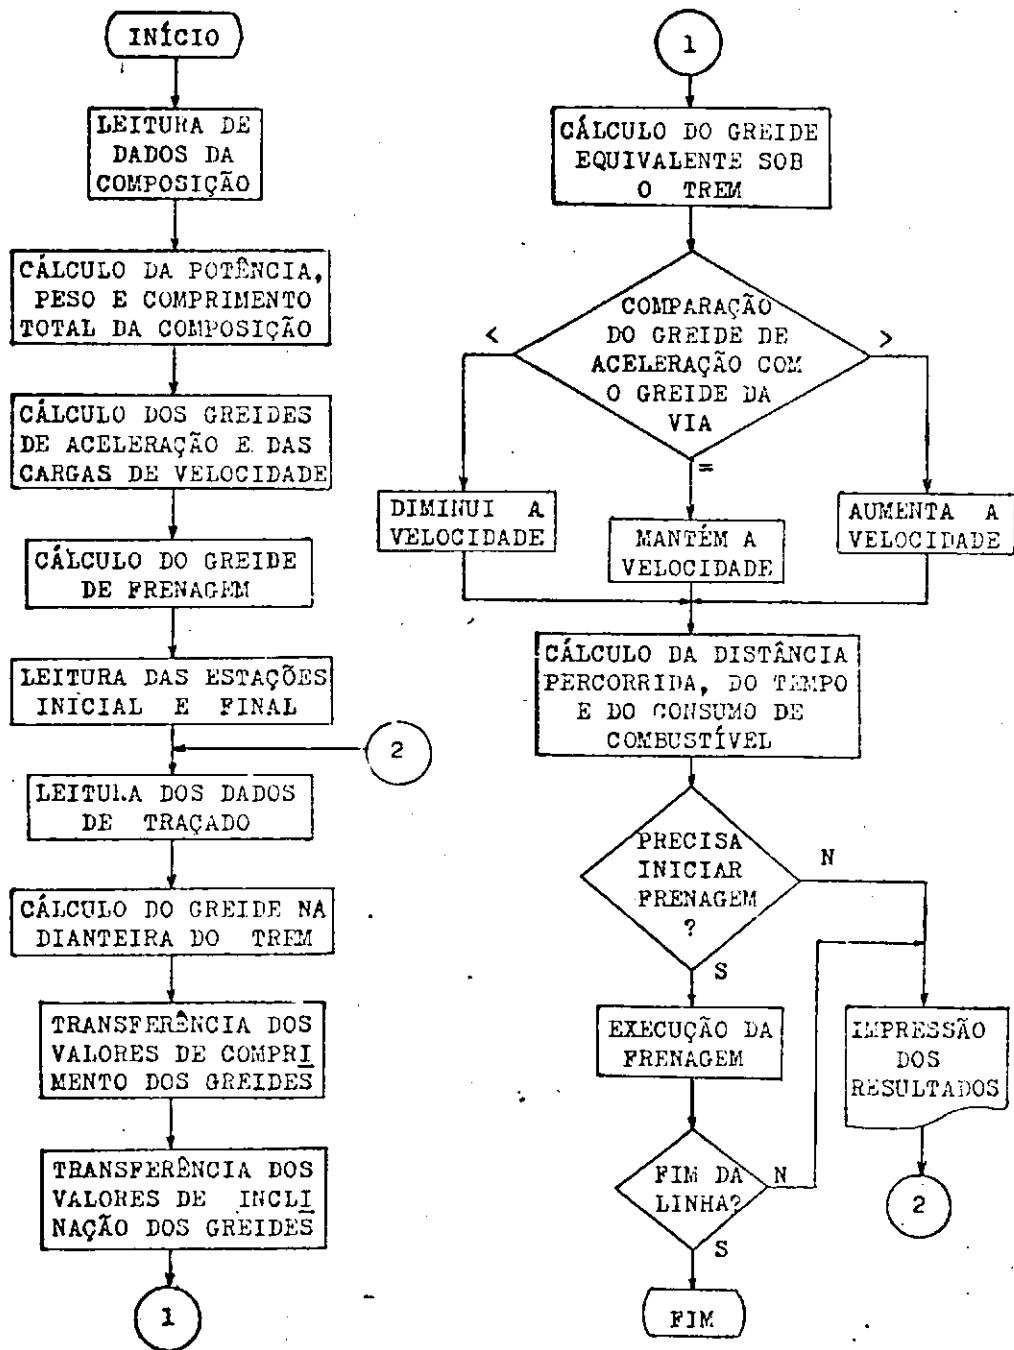 INÍCIO
LEITURA DE
DADOS DA
COMPOSIÇÃO
CÁLCULO DA POTÊNCIA,
PESO E COMPRIMENTO
TOTAL DA COMPOSIÇÃO
CÁLCULO DOS GREIDES
DE ACELERAÇÃO E DAS
CARGAS DE VELOCIDADE
CÁLCULO DO GREIDE
DE FRENAGEM
LEITURA DAS ESTAÇÕES
INICIAL E FINAL
2
LEITURA DOS DADOS
DE TRAÇADO
CÁLCULO DO GREIDE NA
DIANTEIRA DO TREM
TRANSFERÊNCIA DOS
VALORES DE COMPRI
MENTO DOS GREIDES
TRANSFERÊNCIA DOS
VALORES DE INCLI
NAÇÃO DOS GREIDES
1
1
CÁLCULO DO GREIDE
EQUIVALENTE SOB
O TREM
COMPARAÇÃO
DO GREIDE DE
ACELERAÇÃO COM
O GREIDE DA
VIA
<
>
=
DIMINUI A
VELOCIDADE
MANTÉM A
VELOCIDADE
AUMENTA A
VELOCIDADE
CÁLCULO DA DISTÂNCIA
PERCORRIDA, DO TEMPO
E DO CONSUMO DE
COMBUSTÍVEL
PRECISA
INICIAR
FRENAGEM
?
N
S
EXECUÇÃO DA
FRENAGEM
IMPRESSÃO
DOS
RESULTADOS
FIM DA
LINHA?
N
S
2
FIM